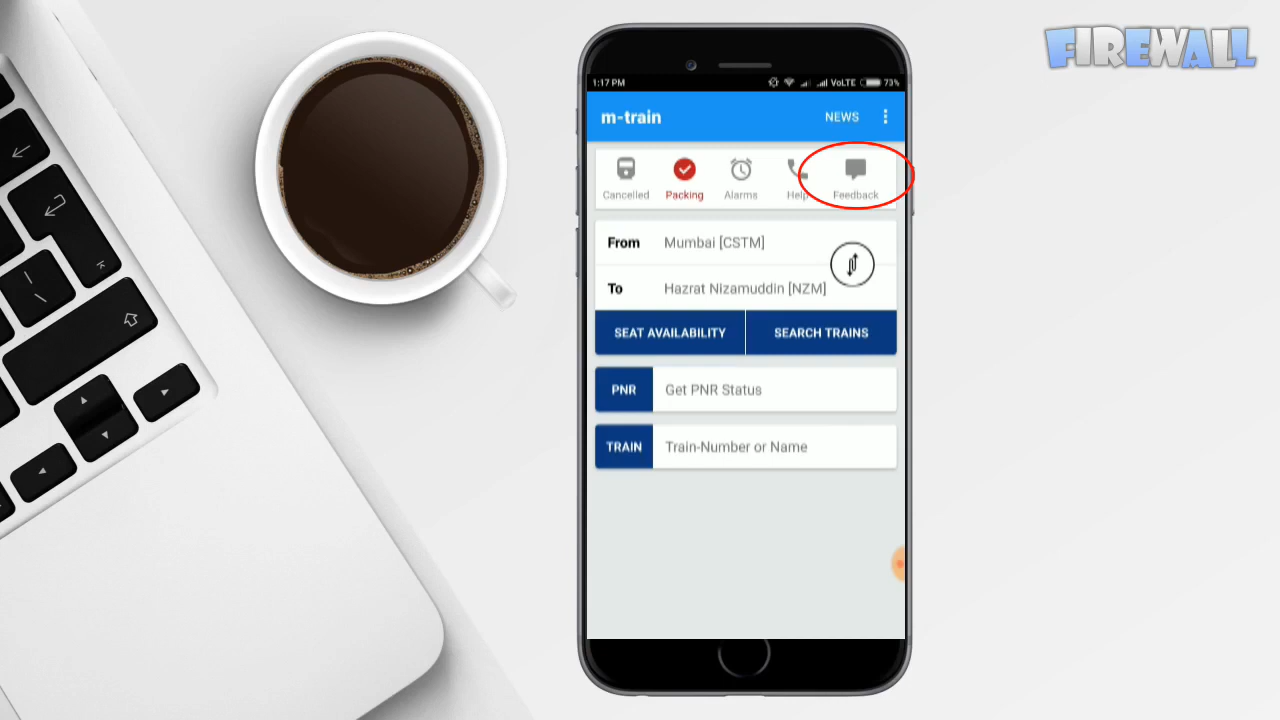 FIREWALL
1:17 PM VoLTE 73%
m-train NEWS
Cancelled Packing Alarms Help Feedback
From Mumbai [CSTM]
To Hazrat Nizamuddin [NZM]
SEAT AVAILABILITY SEARCH TRAINS
PNR Get PNR Status
TRAIN Train-Number or Name